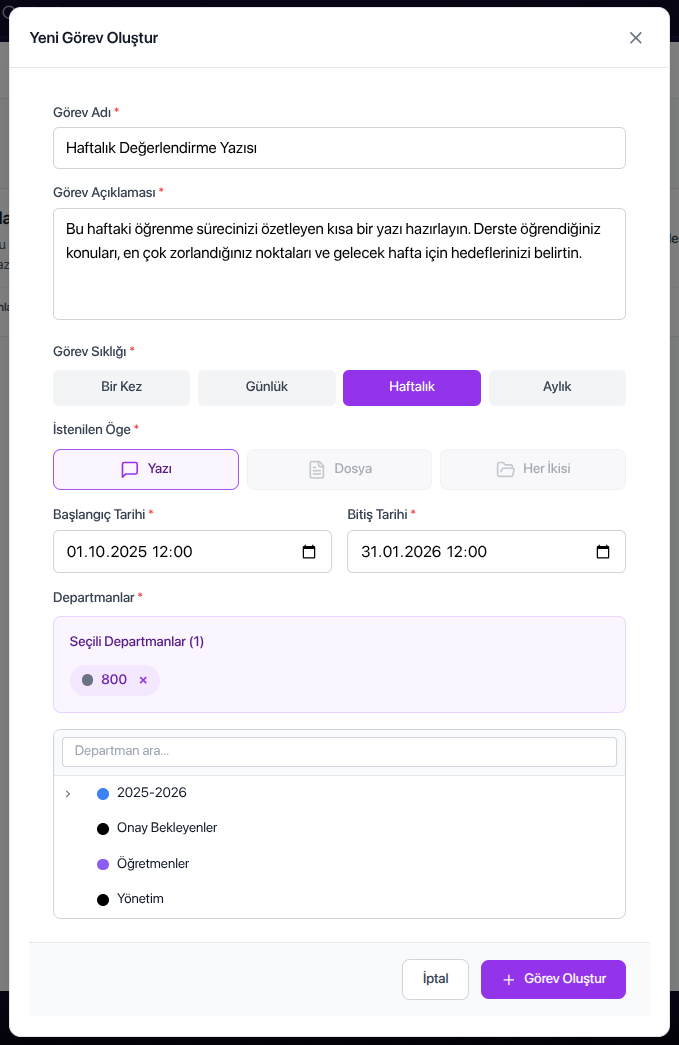 Yeni Görev Oluştur
Görev Adı *
Haftalık Değerlendirme Yazısı
Görev Açıklaması *
Bu haftaki öğrenme sürecinizi özetleyen kısa bir yazı hazırlayın. Derste öğrendiğiniz
konuları, en çok zorlandığınız noktaları ve gelecek hafta için hedeflerinizi belirtin.
Görev Sıklığı *
Bir Kez Günlük Haftalık Aylık
İstenilen Öge *
Yazı Dosya Her İkisi
Başlangıç Tarihi * Bitiş Tarihi *
01.10.2025 12:00 31.01.2026 12:00
Departmanlar *
Seçili Departmanlar (1)
800 ×
Departman ara...
2025-2026
Onay Bekleyenler
Öğretmenler
Yönetim
İptal + Görev Oluştur